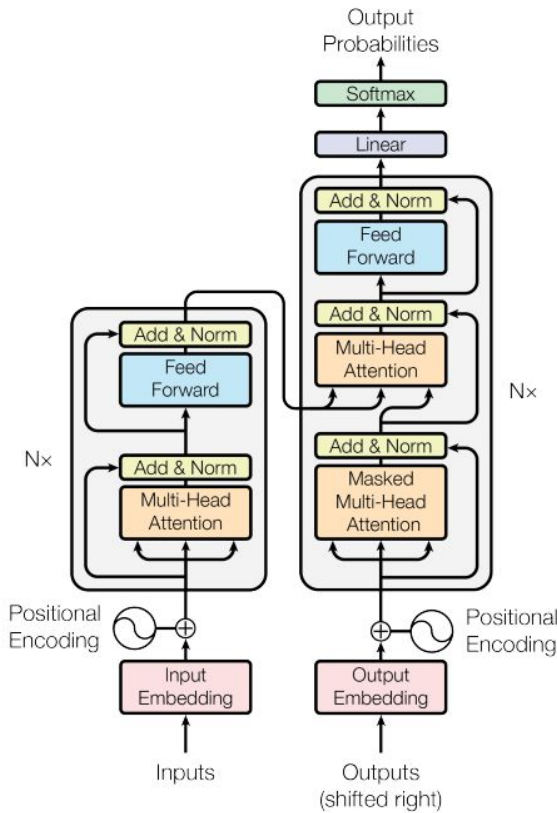 Output
Probabilities
Softmax
Linear
Add & Norm
Feed
Forward
Add & Norm
Multi-Head
Attention
Add & Norm
Masked
Multi-Head
Attention
N×
Positional
Encoding
Output
Embedding
Outputs
(shifted right)
Add & Norm
Feed
Forward
Add & Norm
Multi-Head
Attention
N×
Positional
Encoding
Input
Embedding
Inputs